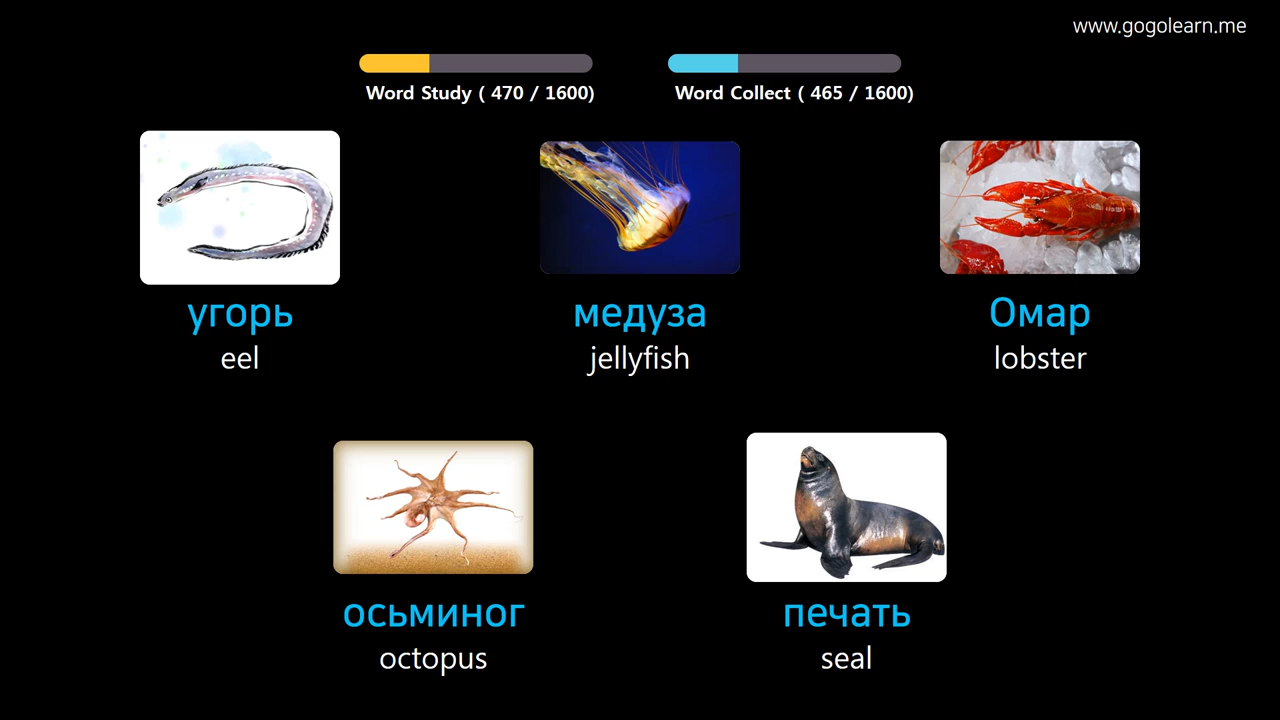 www.gogolearn.me
Word Study ( 470 / 1600)
Word Collect ( 465 / 1600)
угорь
eel
медуза
jellyfish
Омар
lobster
осьминог
octopus
печать
seal